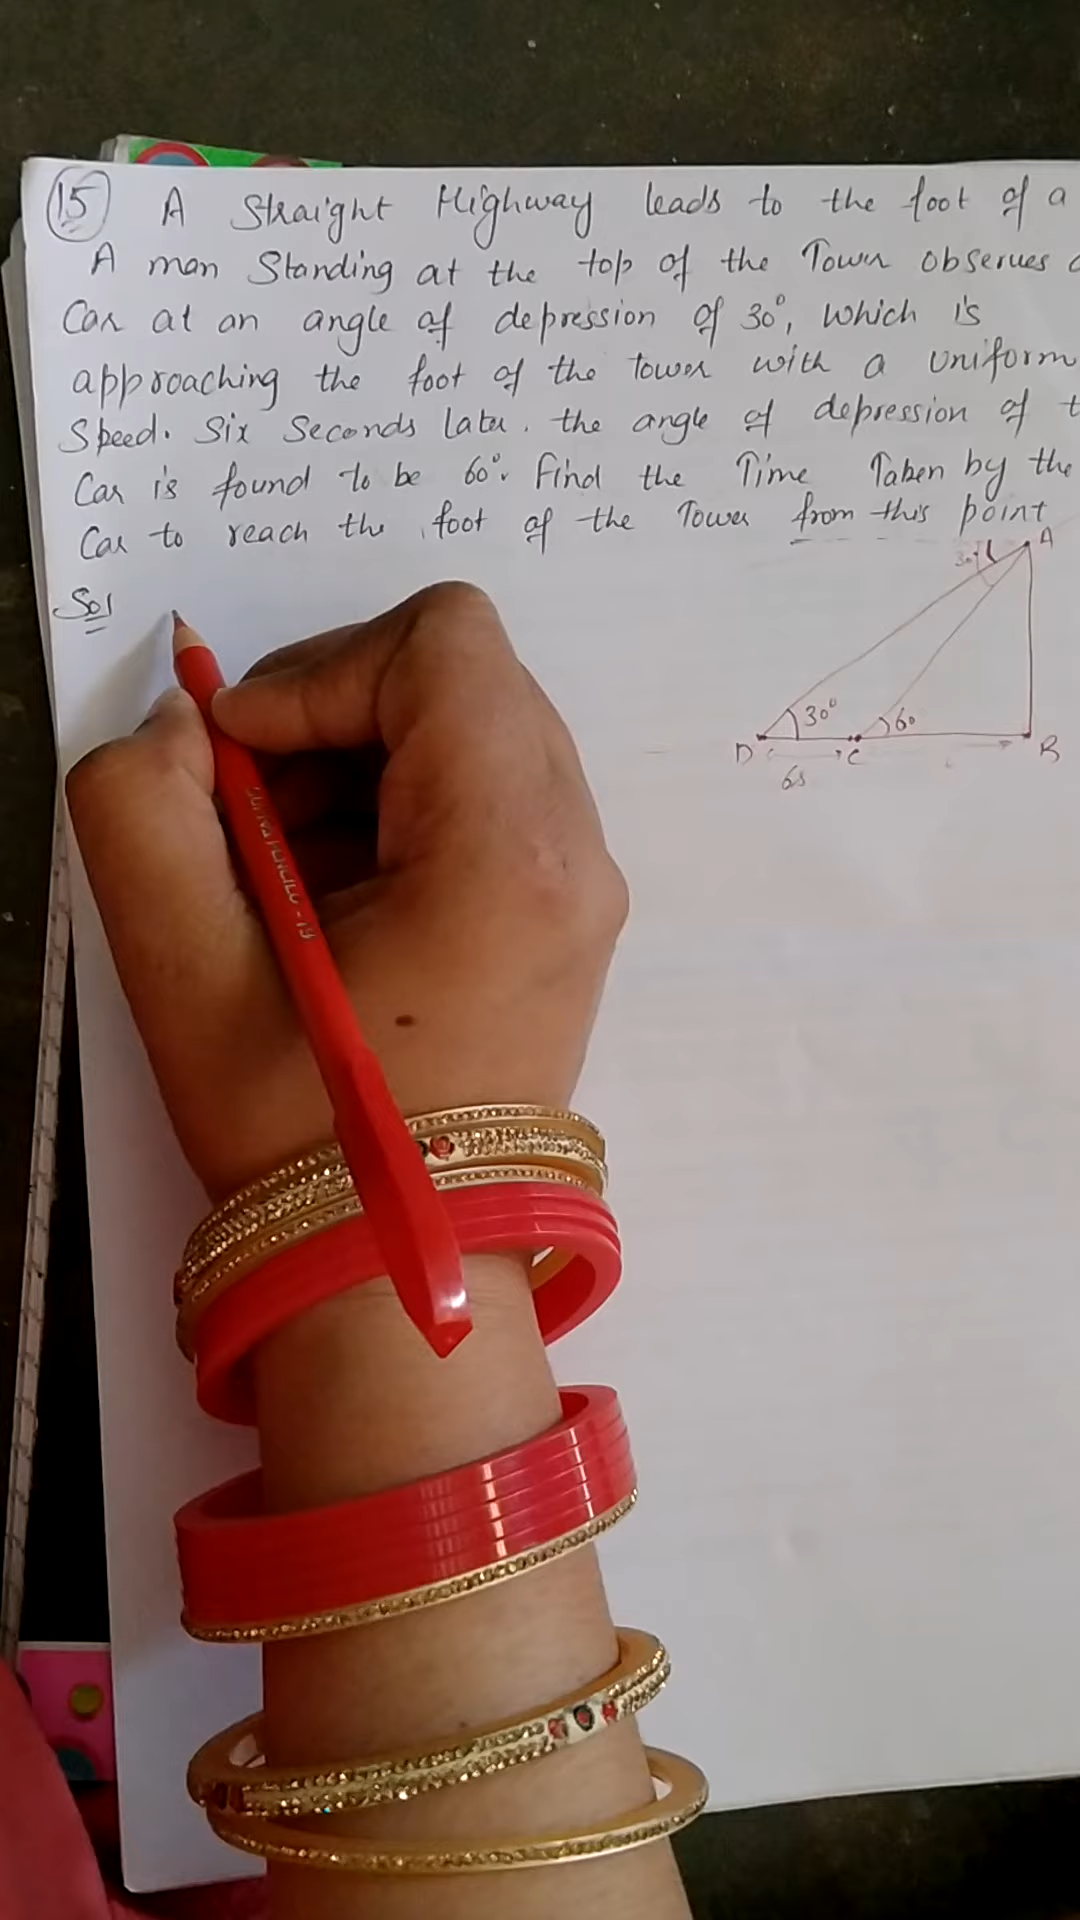 15 A Straight Highway leads to the foot of a
A man Standing at the top of the Tower observes
Car at an angle of depression of 30°, which is
approaching the foot of the tower with a uniform
Speed. Six Seconds later. the angle of depression of
Car is found to be 60°. Find the Time Taken by the
Car to reach the foot of the Tower from this point
A
30°
Sol
30° 60
D C B
6s